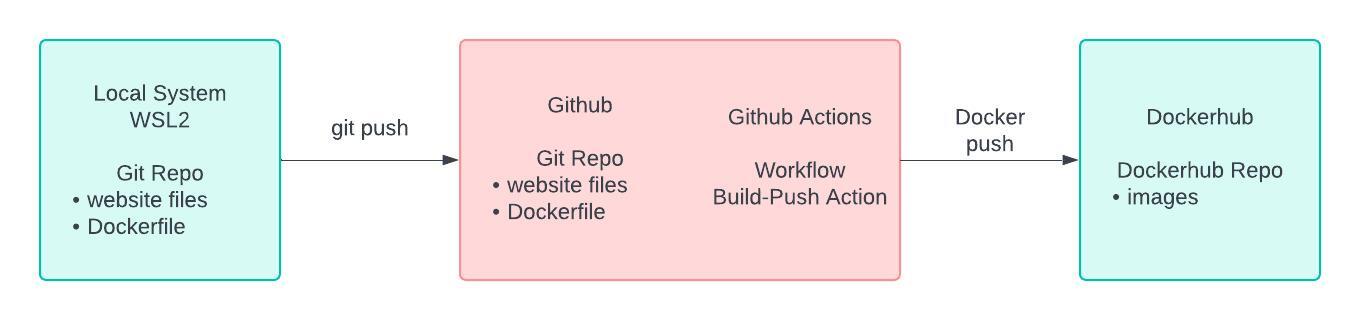 Local System
WSL2
Git Repo
• website files
• Dockerfile
git push
Github
Git Repo
• website files
• Dockerfile
Github Actions
Workflow
Build-Push Action
Docker
push
Dockerhub
Dockerhub Repo
• images